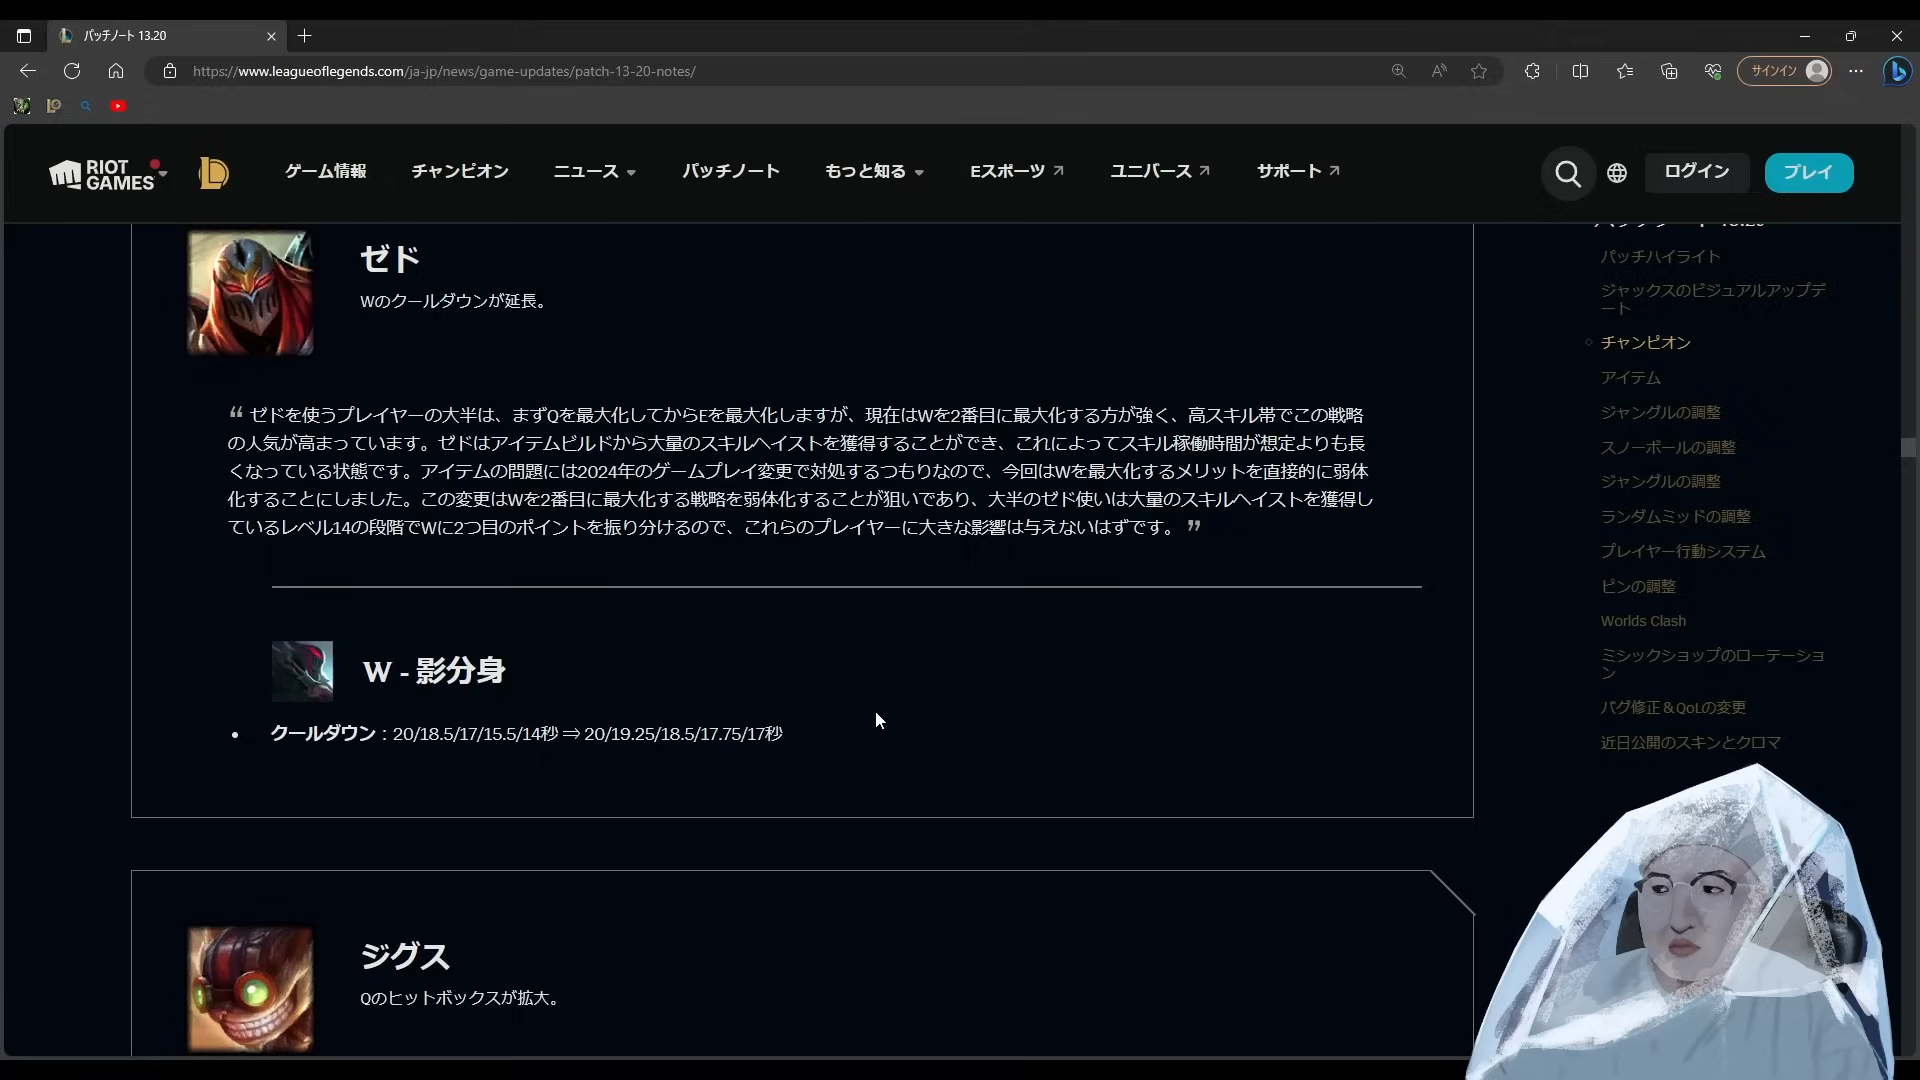 パッチノート 13.20
https://www.leagueoflegends.com/ja-jp/news/game-updates/patch-13-20-notes/
サインイン
RIOT GAMES
ゲーム情報
チャンピオン
ニュース
パッチノート
もっと知る
Eスポーツ
ユニバース
サポート
ログイン
プレイ
ゼド
Wのクールダウンが延長。
“ ゼドを使うプレイヤーの大半は、まずQを最大化してからEを最大化しますが、現在はWを2番目に最大化する方が強く、高スキル帯でこの戦略
の人気が高まっています。ゼドはアイテムビルドから大量のスキルヘイストを獲得することができ、これによってスキル稼働時間が想定よりも長
くなっている状態です。アイテムの問題には2024年のゲームプレイ変更で対処するつもりなので、今回はWを最大化するメリットを直接的に弱体
化することにしました。この変更はWを2番目に最大化する戦略を弱体化することが狙いであり、大半のゼド使いは大量のスキルヘイストを獲得し
ているレベル14の段階でWに2つ目のポイントを振り分けるので、これらのプレイヤーに大きな影響は与えないはずです。 ”
W - 影分身
• クールダウン：20/18.5/17/15.5/14秒 ⇒ 20/19.25/18.5/17.75/17秒
ジグス
Qのヒットボックスが拡大。
パッチハイライト
ジャックスのビジュアルアップデ
ート
チャンピオン
アイテム
ジャングルの調整
スノーボールの調整
ジャングルの調整
ランダムミッドの調整
プレイヤー行動システム
ピンの調整
Worlds Clash
ミシックショップのローテーショ
ン
バグ修正＆QoLの変更
近日公開のスキンとクロマ